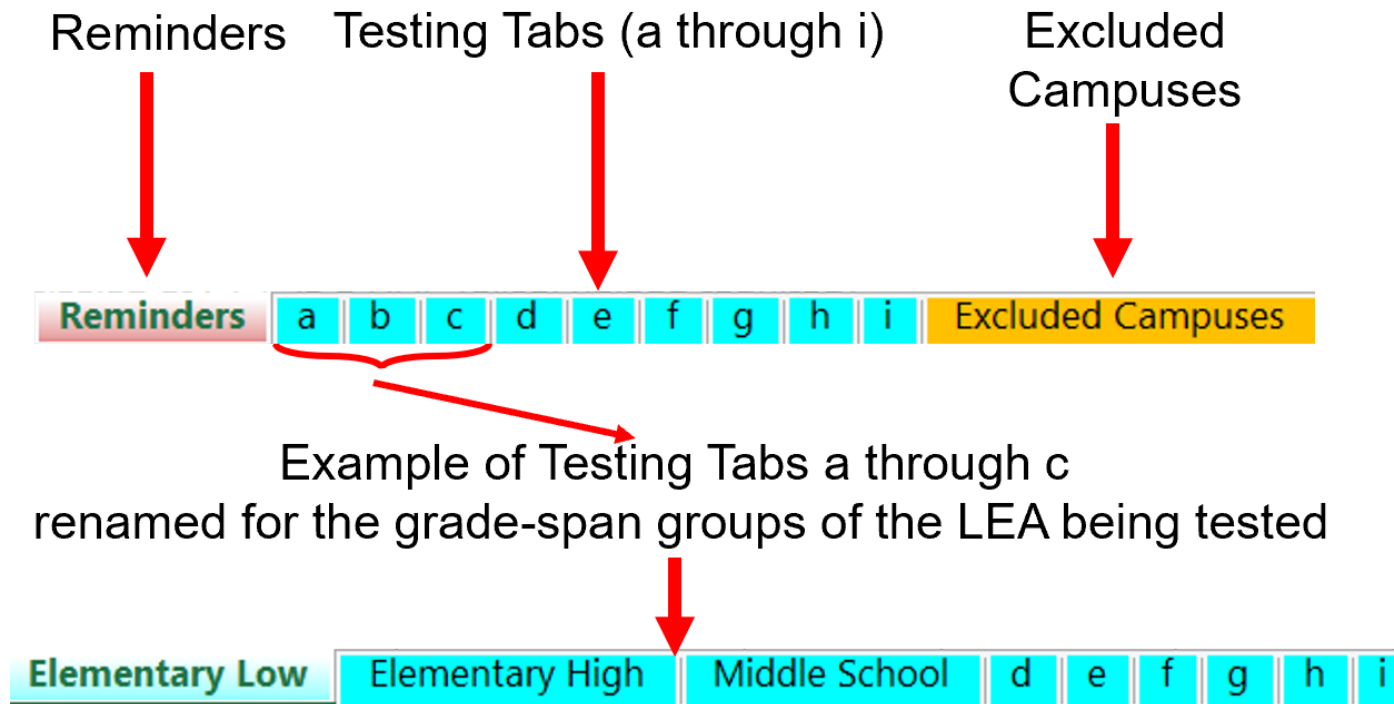 Reminders Testing Tabs (a through i) Excluded
Campuses
Reminders a b c d e f g h i Excluded Campuses
Example of Testing Tabs a through c
renamed for the grade-span groups of the LEA being tested
Elementary Low Elementary High Middle School d e f g h i